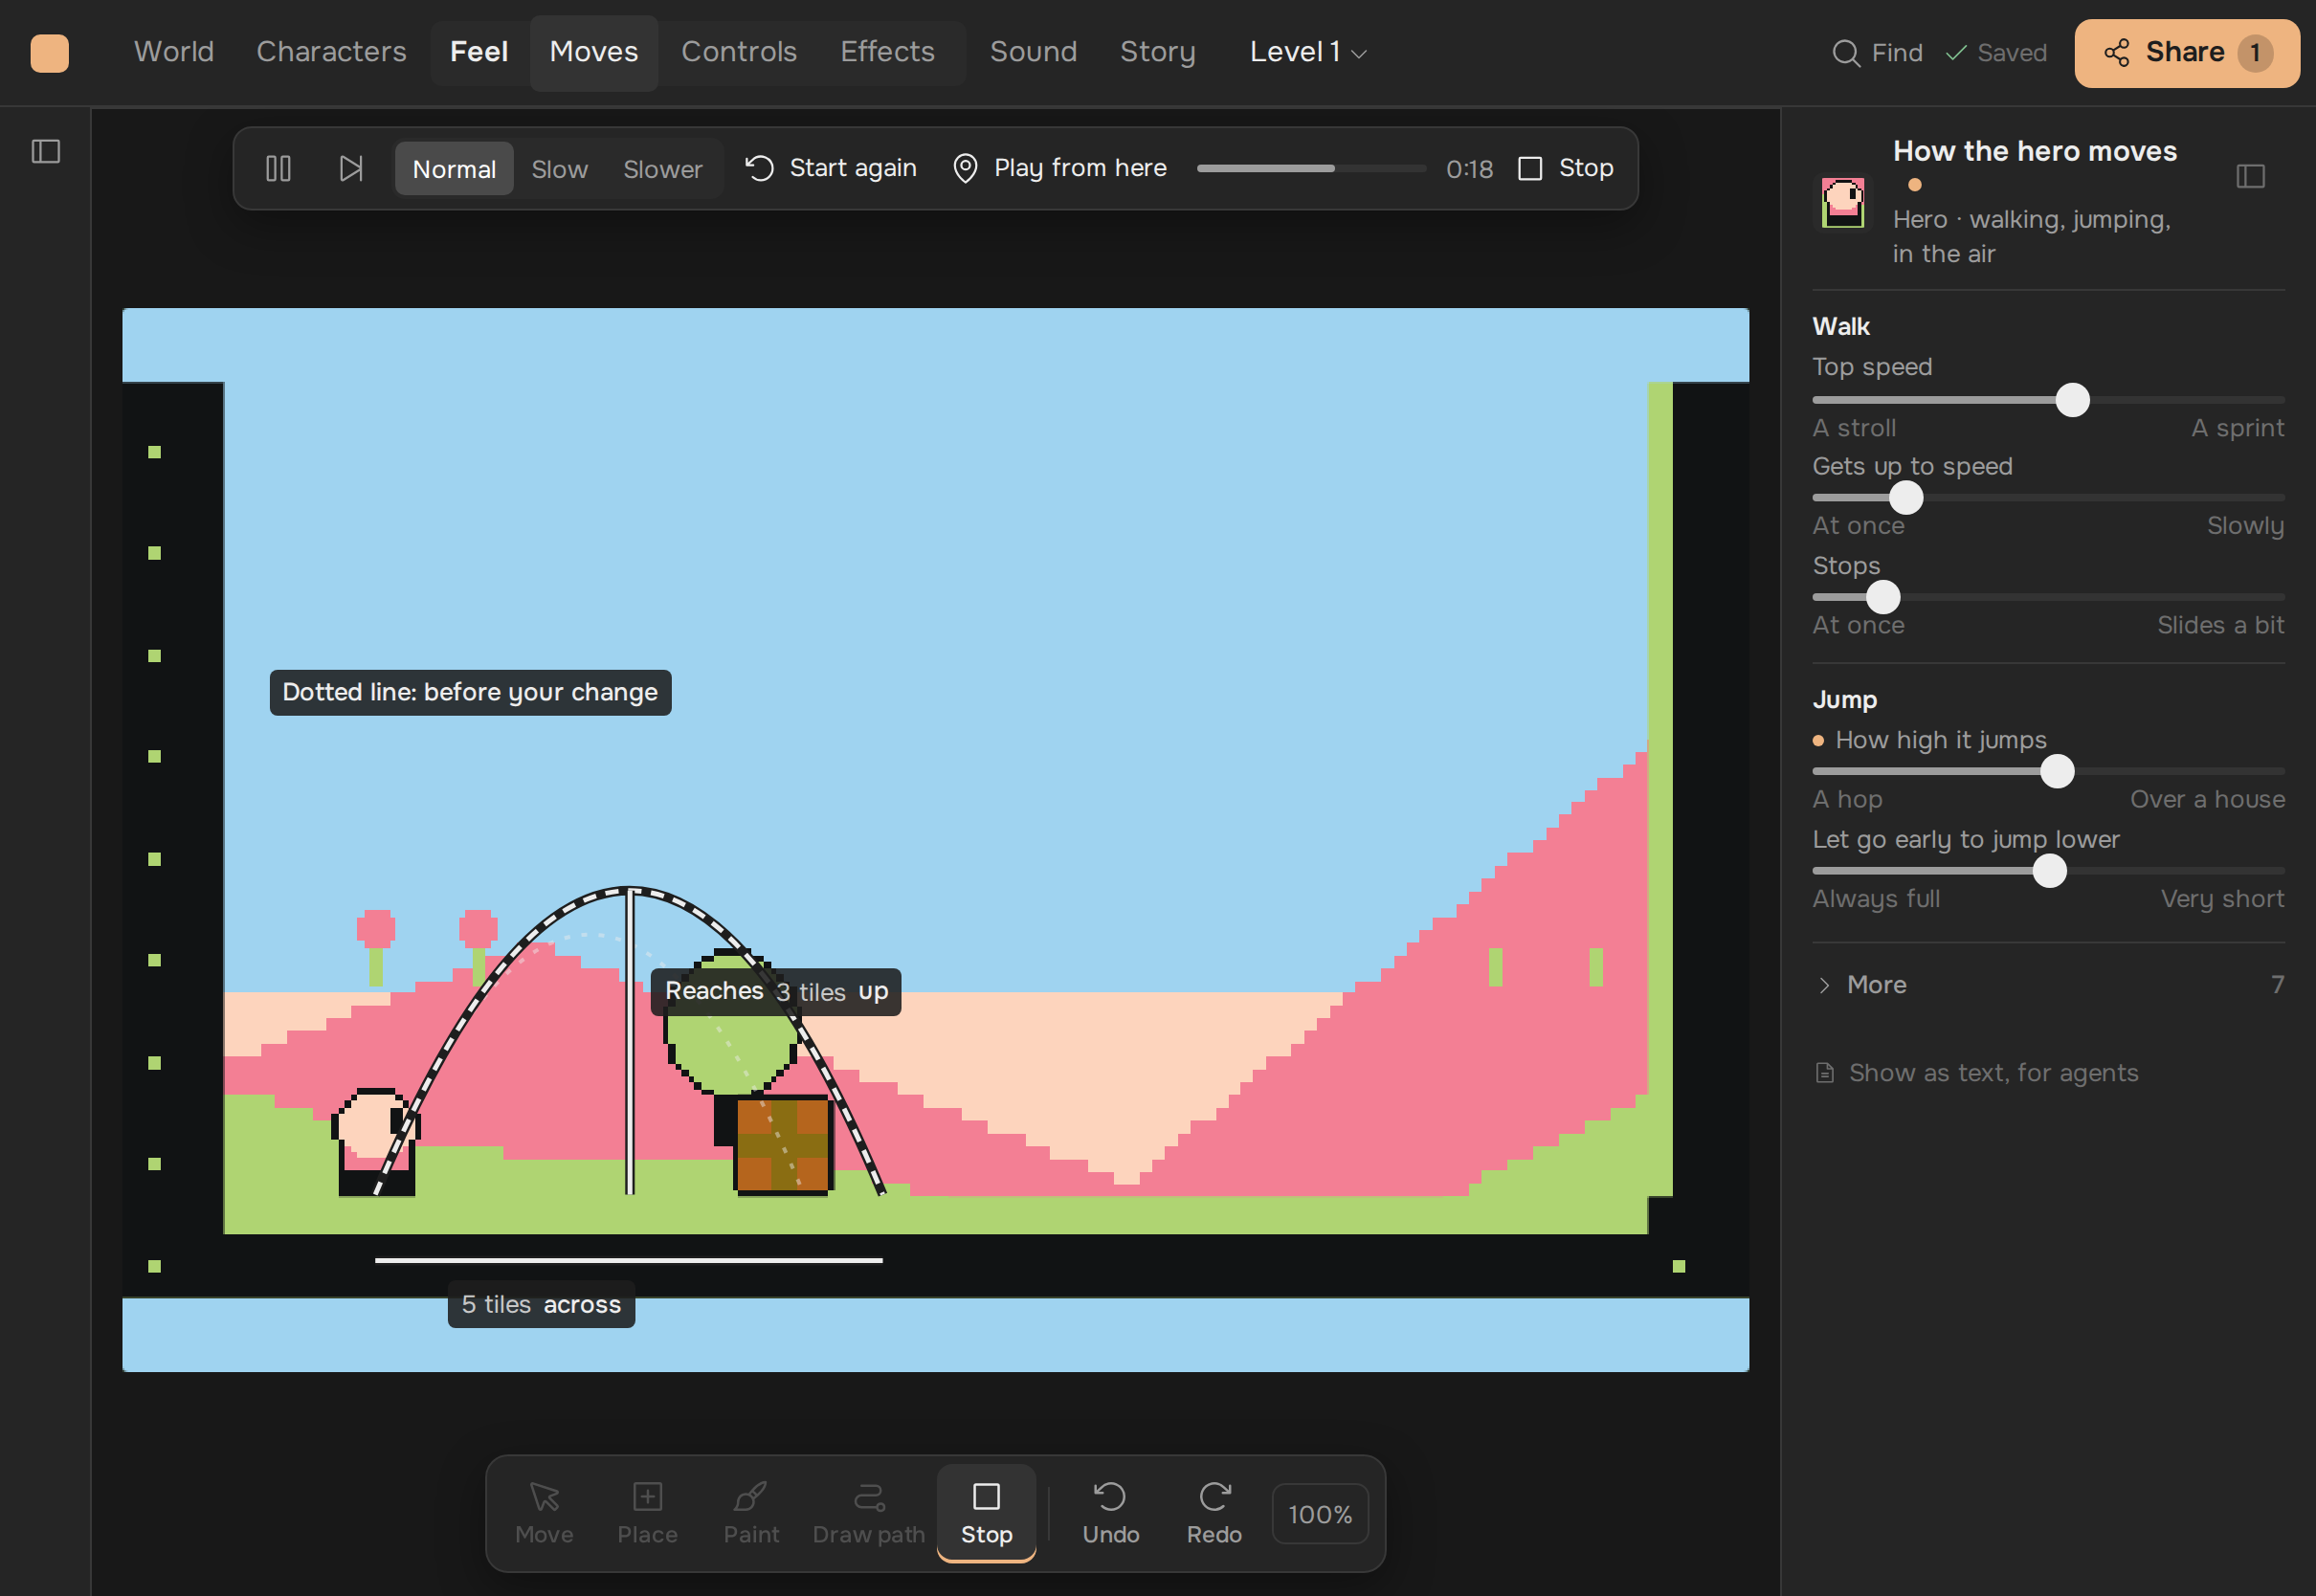 World Characters Feel Moves Controls Effects Sound Story Level 1 Find Saved Share 1
Normal Slow Slower Start again Play from here 0:18 Stop
How the hero moves
Hero · walking, jumping,
in the air
Walk
Top speed
A stroll A sprint
Gets up to speed
At once Slowly
Stops
At once Slides a bit
Jump
How high it jumps
A hop Over a house
Let go early to jump lower
Always full Very short
More 7
Show as text, for agents
Dotted line: before your change
Reaches 3 tiles up
5 tiles across
Move Place Paint Draw path Stop Undo Redo 100%